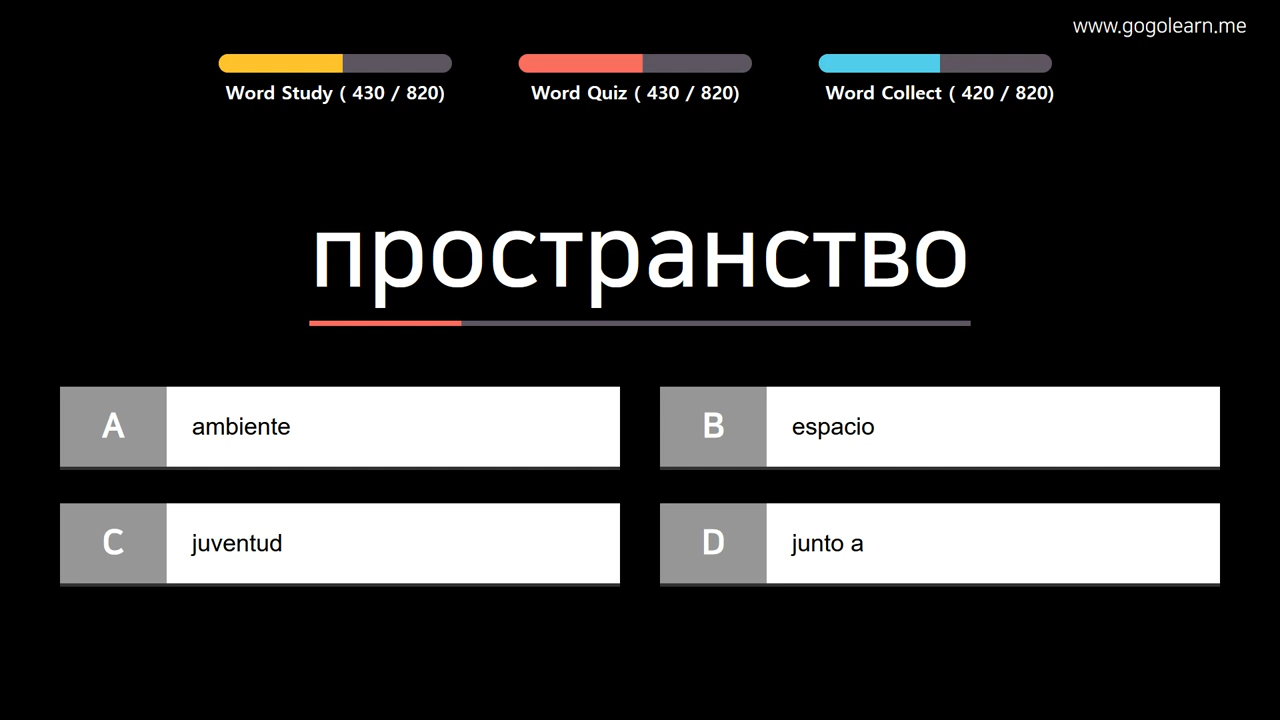 www.gogolearn.me
Word Study ( 430 / 820)
Word Quiz ( 430 / 820)
Word Collect ( 420 / 820)
пространство
A ambiente
B espacio
C juventud
D junto a